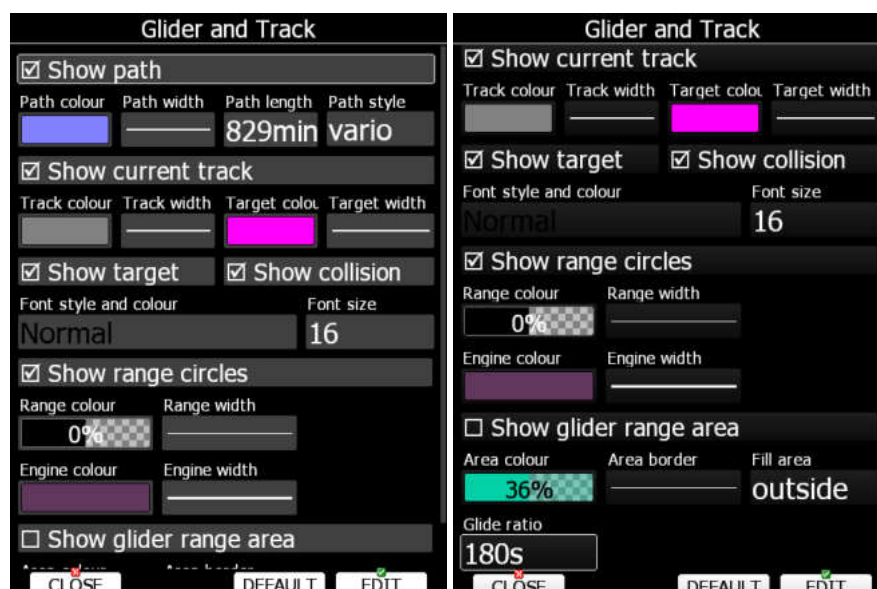 Glider and Track
Show path
Path colour Path width Path length Path style
829min vario
Show current track
Track colour Track width Target colou Target width
Show target Show collision
Font style and colour Font size
Normal 16
Show range circles
Range colour Range width
0%
Engine colour Engine width
Show glider range area
Area colour Area border
CLOSE DEFAULT EDIT
Glider and Track
Show current track
Track colour Track width Target colou Target width
Show target Show collision
Font style and colour Font size
Normal 16
Show range circles
Range colour Range width
0%
Engine colour Engine width
Show glider range area
Area colour Area border Fill area
36% outside
Glide ratio
180s
CLOSE DEFAULT EDIT